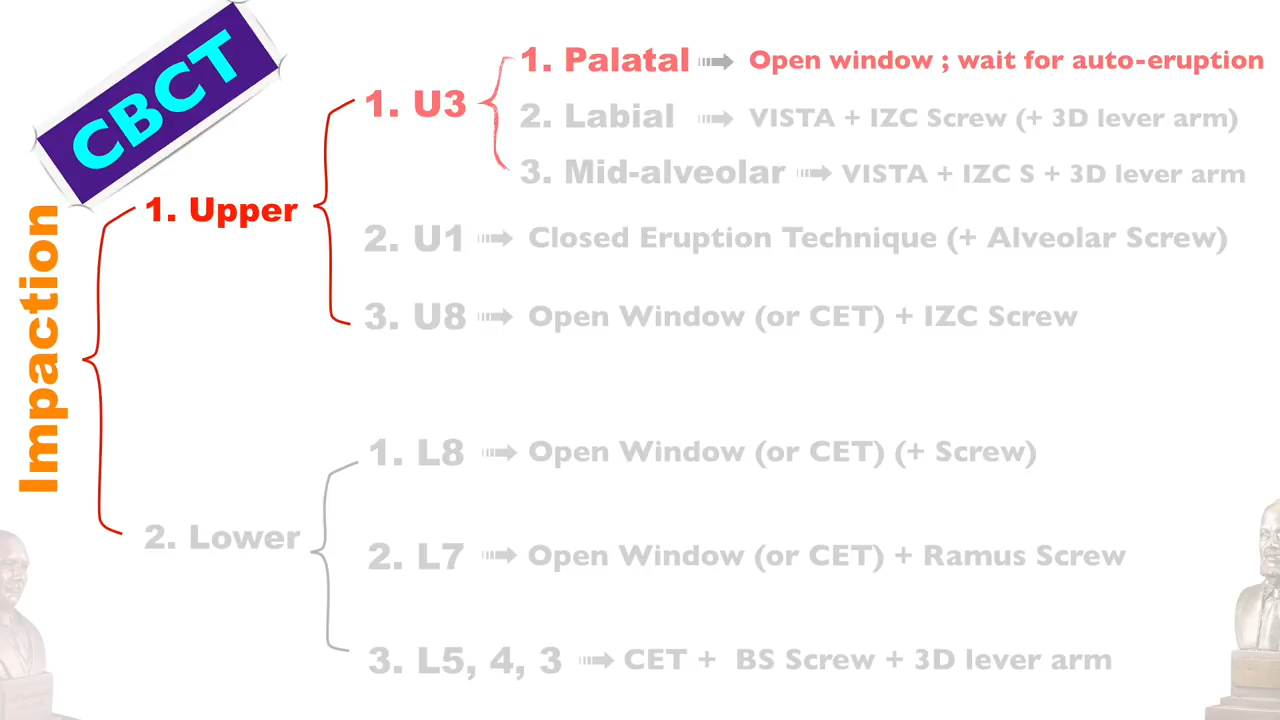 CBCT
Impaction
1. Upper
1. U3
1. Palatal Open window ; wait for auto-eruption
2. Labial VISTA + IZC Screw (+ 3D lever arm)
3. Mid-alveolar VISTA + IZC S + 3D lever arm
2. U1 Closed Eruption Technique (+ Alveolar Screw)
3. U8 Open Window (or CET) + IZC Screw
2. Lower
1. L8 Open Window (or CET) (+ Screw)
2. L7 Open Window (or CET) + Ramus Screw
3. L5, 4, 3 CET + BS Screw + 3D lever arm